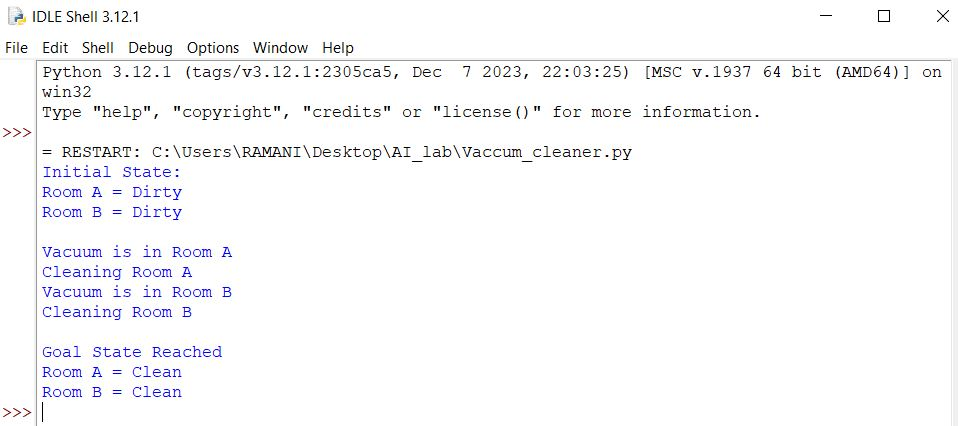 IDLE Shell 3.12.1
File Edit Shell Debug Options Window Help
Python 3.12.1 (tags/v3.12.1:2305ca5, Dec  7 2023, 22:03:25) [MSC v.1937 64 bit (AMD64)] on
win32
Type "help", "copyright", "credits" or "license()" for more information.
>>>
= RESTART: C:\Users\RAMANI\Desktop\AI_lab\Vaccum_cleaner.py
Initial State:
Room A = Dirty
Room B = Dirty

Vacuum is in Room A
Cleaning Room A
Vacuum is in Room B
Cleaning Room B

Goal State Reached
Room A = Clean
Room B = Clean
>>>